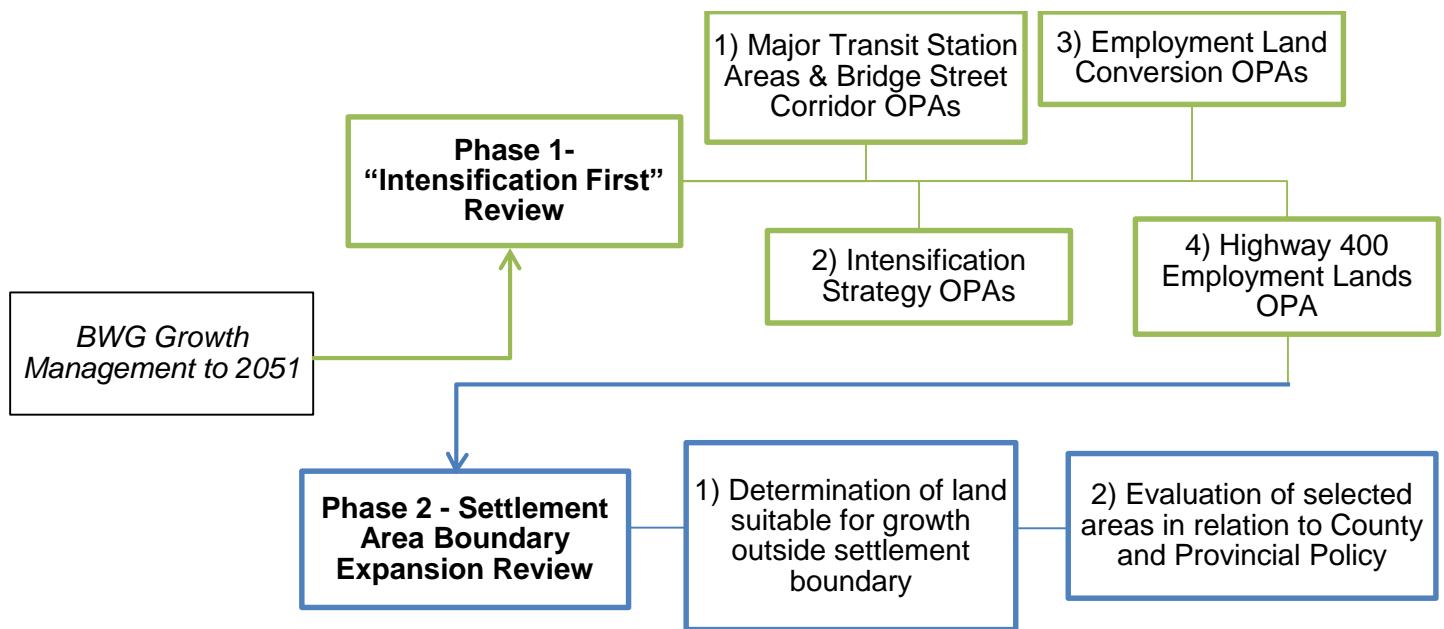 1) Major Transit Station
Areas & Bridge Street
Corridor OPAs
3) Employment Land
Conversion OPAs
Phase 1-
“Intensification First”
Review
2) Intensification
Strategy OPAs
4) Highway 400
Employment Lands
OPA
BWG Growth
Management to 2051
Phase 2 - Settlement
Area Boundary
Expansion Review
1) Determination of land
suitable for growth
outside settlement
boundary
2) Evaluation of selected
areas in relation to County
and Provincial Policy